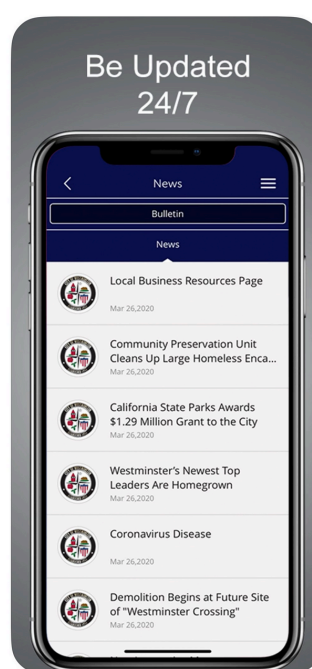 Be Updated
24/7
News
Bulletin
News
Local Business Resources Page
Mar 26,2020
Community Preservation Unit
Cleans Up Large Homeless Enca...
Mar 26,2020
California State Parks Awards
$1.29 Million Grant to the City
Mar 26,2020
Westminster's Newest Top
Leaders Are Homegrown
Mar 26,2020
Coronavirus Disease
Mar 26,2020
Demolition Begins at Future Site
of "Westminster Crossing"
Mar 26,2020